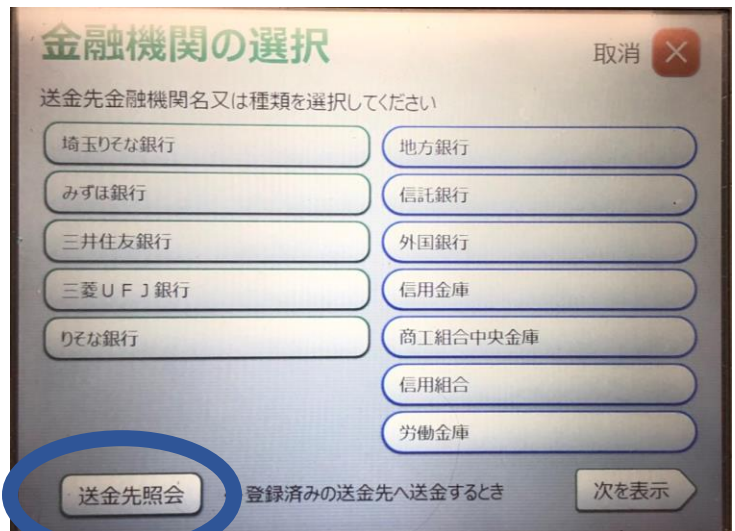 金融機関の選択
取消
送金先金融機関名又は種類を選択してください
埼玉りそな銀行
地方銀行
みずほ銀行
信託銀行
三井住友銀行
外国銀行
三菱UFJ銀行
信用金庫
りそな銀行
商工組合中央金庫
信用組合
労働金庫
送金先照会
登録済みの送金先へ送金するとき
次を表示